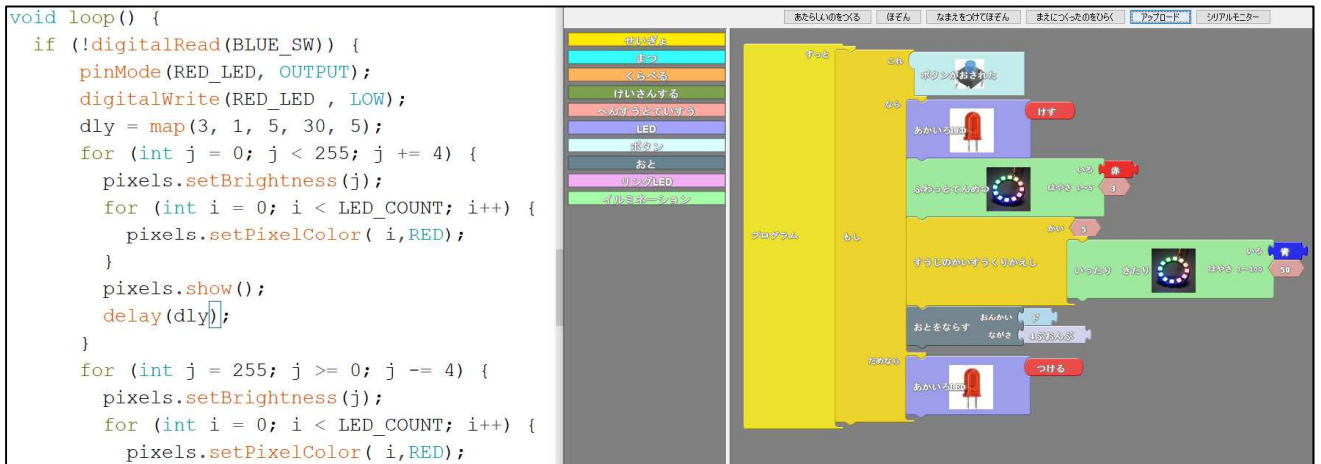 void loop() {
if (!digitalRead(BLUE_SW)) {
pinMode(RED_LED, OUTPUT);
digitalWrite(RED_LED , LOW);
dly = map(3, 1, 5, 30, 5);
for (int j = 0; j < 255; j += 4) {
pixels.setBrightness(j);
for (int i = 0; i < LED_COUNT; i++) {
pixels.setPixelColor( i,RED);
}
pixels.show();
delay(dly);
}
for (int j = 255; j >= 0; j -= 4) {
pixels.setBrightness(j);
for (int i = 0; i < LED_COUNT; i++) {
pixels.setPixelColor( i,RED);
あたらしいのをつくる ほぞん なまえをつけてほぞん まえにつくったのをひらく アップロード シリアルモニター
せいぎょ
まつ
くらべる
けいさんする
へんすうとていすう
LED
ボタン
おと
リングLED
イルミネーション
プログラム
ずっと
もし
これ
ボタンがおされた
なら
あかいろLED
けす
ふわっとてんめつ
いろ 赤
はやさ 1~5 3
かい 5
すうじのかいすうくりかえし
いったり きたり
いろ 青
はやさ 1~100 50
おとをならす
おんかい ド
ながさ 4ぶおんぷ
だめなら
あかいろLED
つける